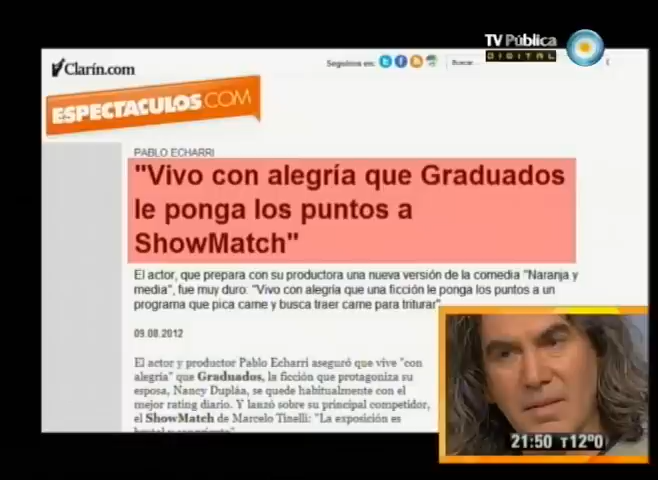 TV Pública
DIGITAL
Clarín.com
Seguinos en:
Buscar...
ESPECTACULOS.COM
PABLO ECHARRI
"Vivo con alegría que Graduados
le ponga los puntos a
ShowMatch"
El actor, que prepara con su productora una nueva versión de la comedia "Naranja y
media", fue muy duro: "Vivo con alegría que una ficción le ponga los puntos a un
programa que pica carne y busca traer carne para triturar"
09.08.2012
El actor y productor Pablo Echarri aseguró que vive "con
alegría" que Graduados, la ficción que protagoniza su
esposa, Nancy Dupláa, se quede habitualmente con el
mejor rating diario. Y lanzó sobre su principal competidor,
el ShowMatch de Marcelo Tinelli: "La exposición es
21:50 T12º0